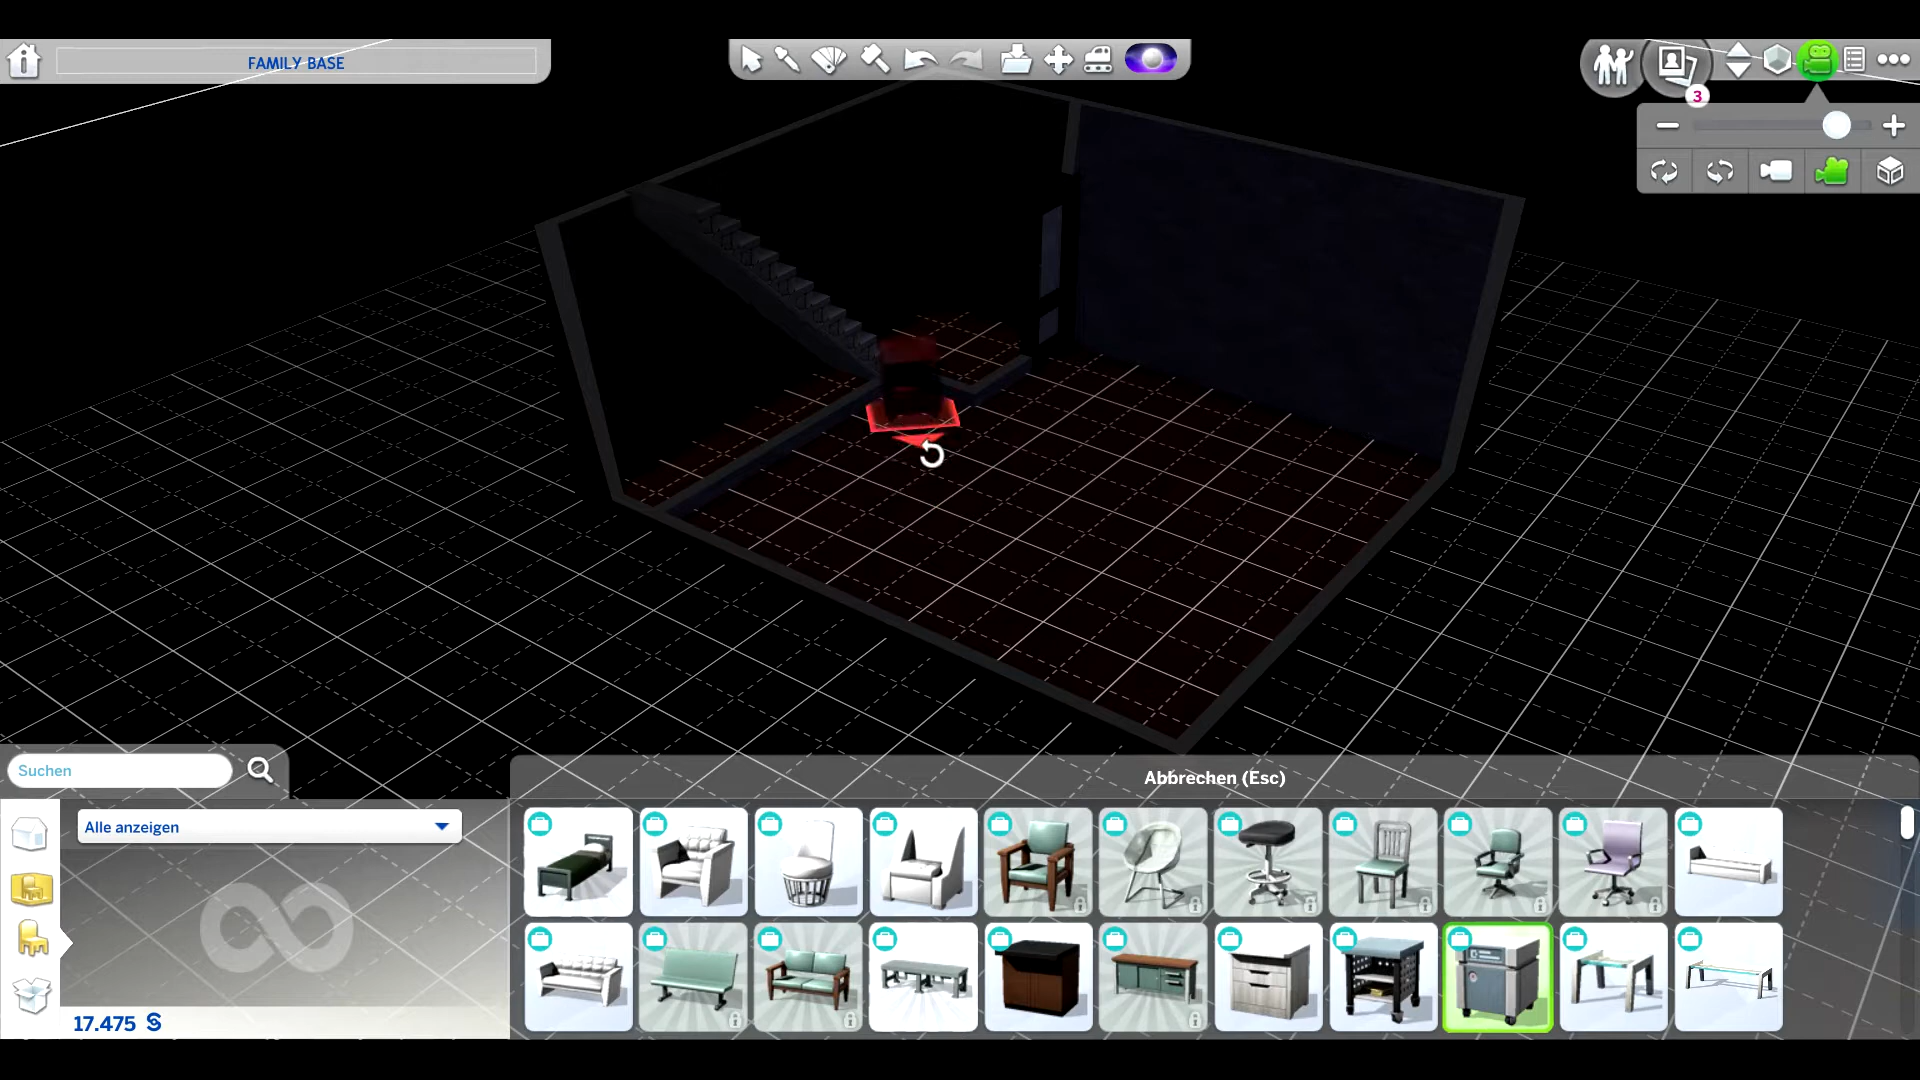 FAMILY BASE
3
Suchen
Abbrechen (Esc)
Alle anzeigen
17.475 §